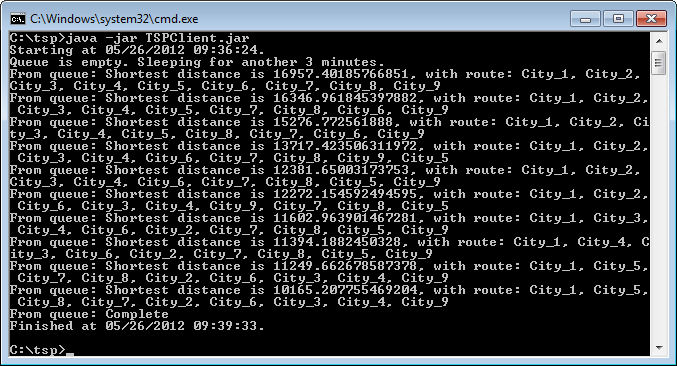 C:\Windows\system32\cmd.exe
C:\tsp>java -jar TSPClient.jar
Starting at 05/26/2012 09:36:24.
Queue is empty. Sleeping for another 3 minutes.
From queue: Shortest distance is 16957.40185766851, with route: City_1, City_2,
City_3, City_4, City_5, City_6, City_7, City_8, City_9
From queue: Shortest distance is 16346.961845397882, with route: City_1, City_2,
City_3, City_4, City_5, City_7, City_8, City_6, City_9
From queue: Shortest distance is 15276.772561888, with route: City_1, City_2, Ci
ty_3, City_4, City_5, City_8, City_7, City_6, City_9
From queue: Shortest distance is 13717.423506311972, with route: City_1, City_2,
City_3, City_4, City_6, City_7, City_8, City_9, City_5
From queue: Shortest distance is 12381.65003173753, with route: City_1, City_2,
City_3, City_4, City_6, City_7, City_8, City_5, City_9
From queue: Shortest distance is 12272.154592494595, with route: City_1, City_2,
City_6, City_3, City_4, City_9, City_7, City_8, City_5
From queue: Shortest distance is 11602.963901467281, with route: City_1, City_3,
City_4, City_6, City_2, City_7, City_8, City_5, City_9
From queue: Shortest distance is 11394.1882450328, with route: City_1, City_4, C
ity_3, City_6, City_2, City_7, City_8, City_5, City_9
From queue: Shortest distance is 11249.662678587378, with route: City_1, City_5,
City_7, City_8, City_2, City_6, City_3, City_4, City_9
From queue: Shortest distance is 10165.207755469204, with route: City_1, City_5,
City_8, City_7, City_2, City_6, City_3, City_4, City_9
From queue: Complete
Finished at 05/26/2012 09:39:33.
C:\tsp>